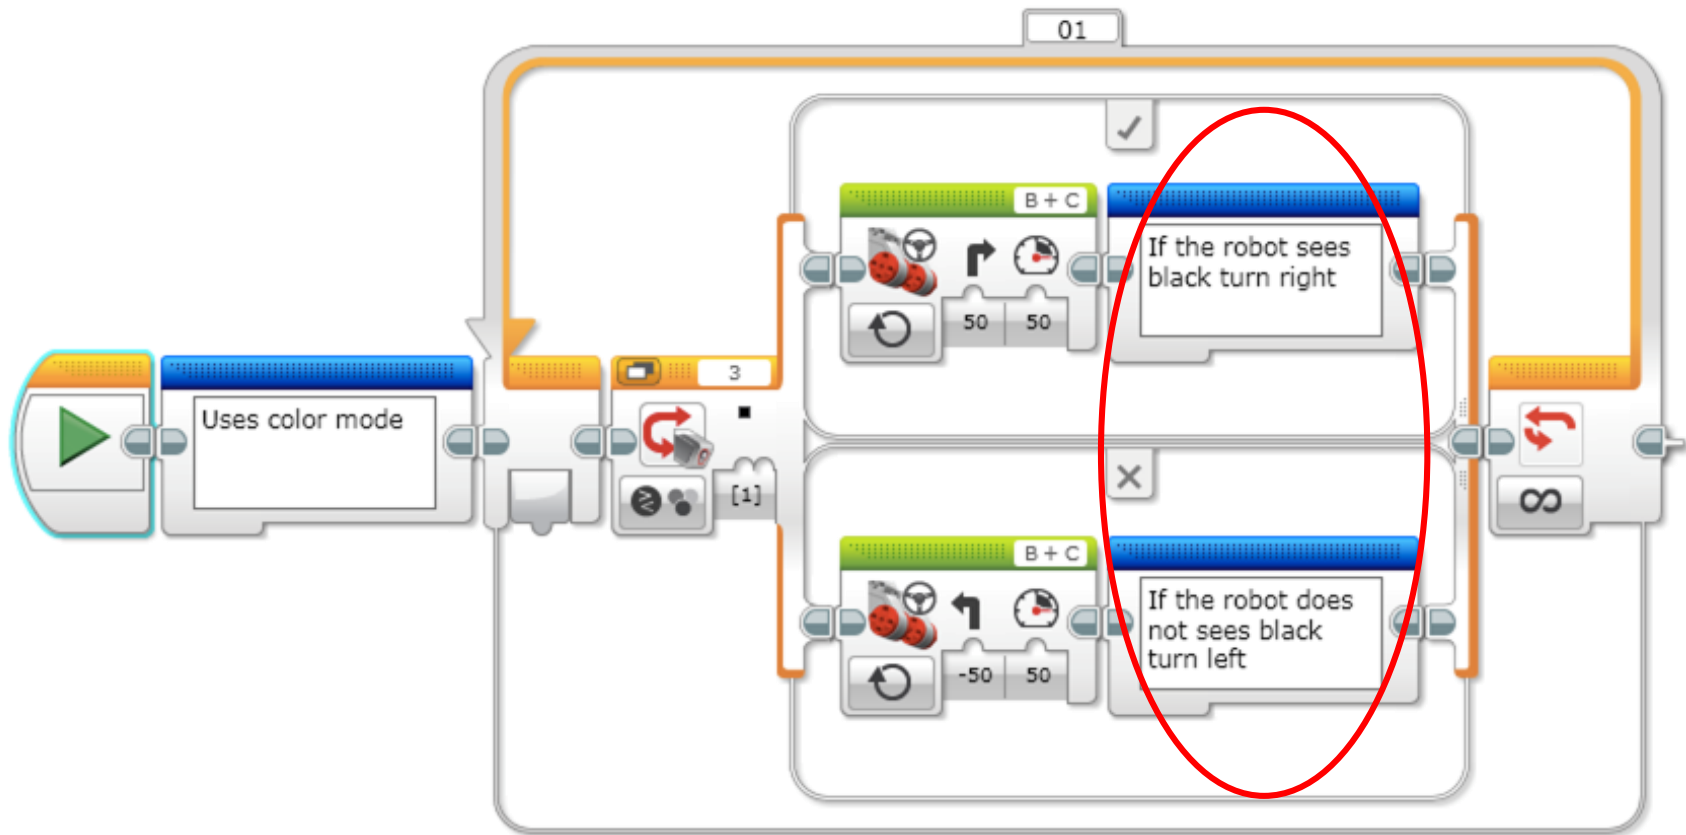 01
B + C
If the robot sees
black turn right
50 50
3
Uses color mode
[1]
B + C
If the robot does
not sees black
turn left
-50 50